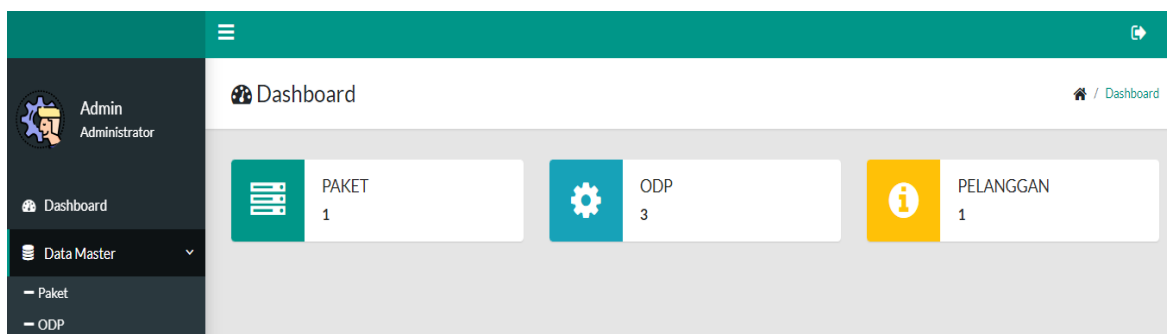 Dashboard
/ Dashboard
Admin
Administrator
Dashboard
Data Master
Paket
ODP
PAKET
1
ODP
3
PELANGGAN
1